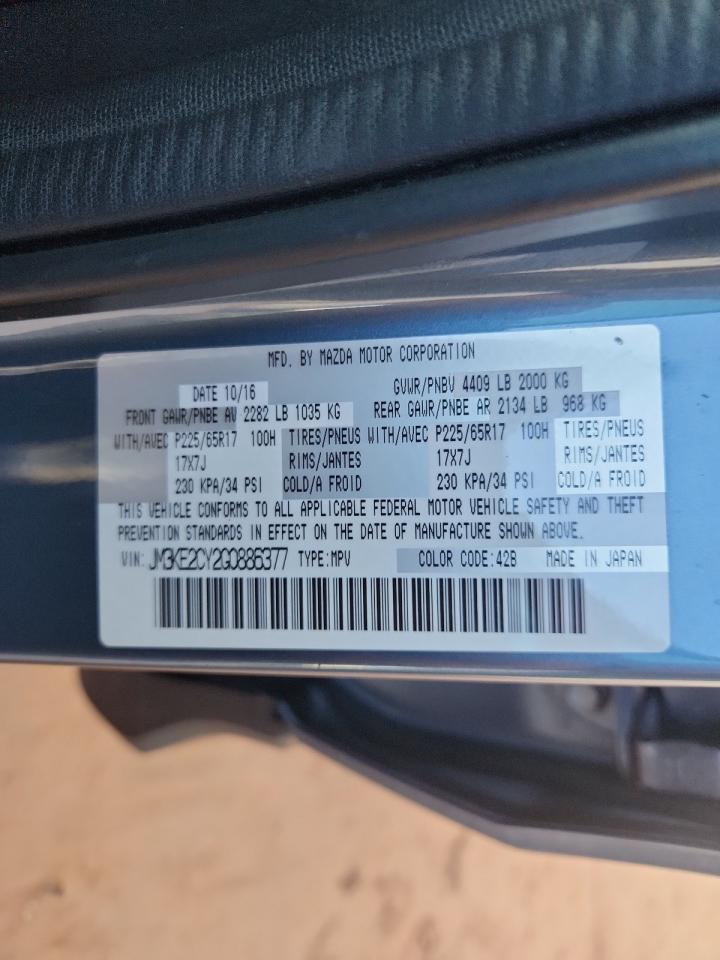 MFD. BY MAZDA MOTOR CORPORATION
DATE 10/16 GVWR/PNBV 4409 LB 2000 KG
FRONT GAWR/PNBE AV 2282 LB 1035 KG REAR GAWR/PNBE AR 2134 LB 968 KG
WITH/AVEC P225/65R17 100H TIRES/PNEUS WITH/AVEC P225/65R17 100H TIRES/PNEUS
17X7J RIMS/JANTES 17X7J RIMS/JANTES
230 KPA/34 PSI COLD/A FROID 230 KPA/34 PSI COLD/A FROID
THIS VEHICLE CONFORMS TO ALL APPLICABLE FEDERAL MOTOR VEHICLE SAFETY AND THEFT
PREVENTION STANDARDS IN EFFECT ON THE DATE OF MANUFACTURE SHOWN ABOVE.
VIN: JM3KE2CY2G0886377 TYPE:MPV COLOR CODE:42B MADE IN JAPAN